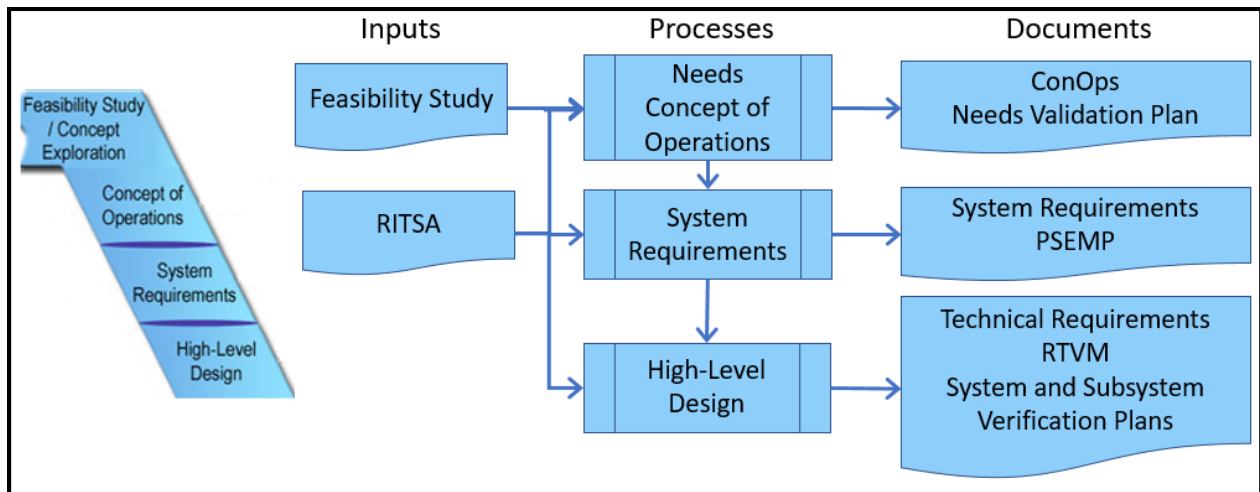 Inputs
Processes
Documents
Feasibility Study
/ Concept
Exploration
Concept of
Operations
System
Requirements
High-Level
Design
Feasibility Study
RITSA
Needs
Concept of
Operations
System
Requirements
High-Level
Design
ConOps
Needs Validation Plan
System Requirements
PSEMP
Technical Requirements
RTVM
System and Subsystem
Verification Plans